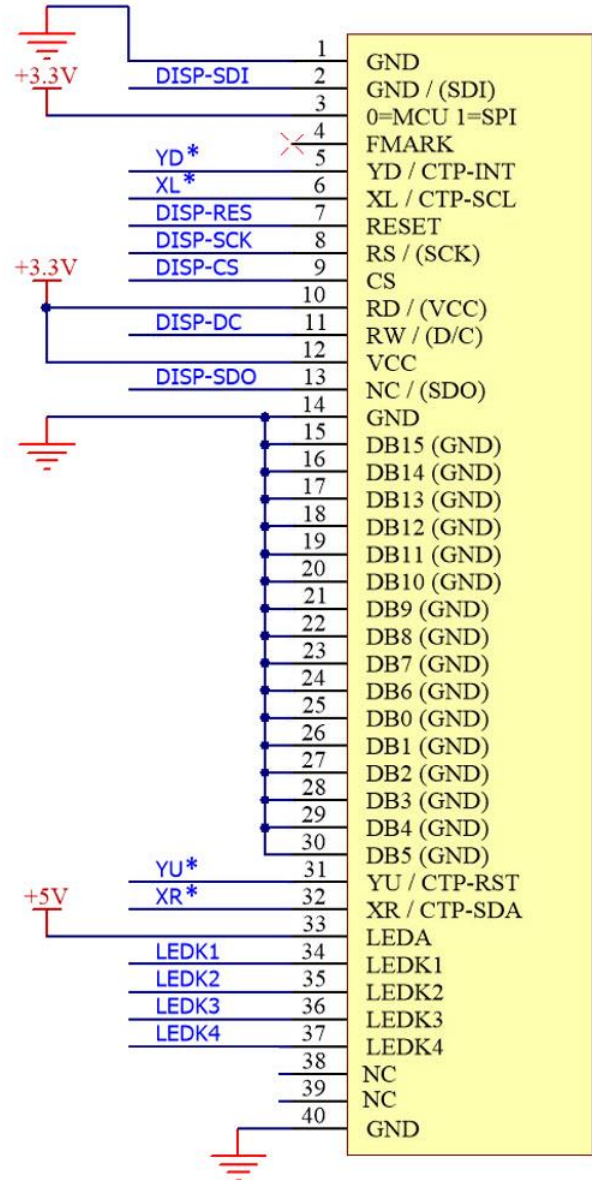 1 GND
+3.3V DISP-SDI 2 GND / (SDI)
3 0=MCU 1=SPI
4 FMARK
YD* 5 YD / CTP-INT
XL* 6 XL / CTP-SCL
DISP-RES 7 RESET
DISP-SCK 8 RS / (SCK)
+3.3V DISP-CS 9 CS
10 RD / (VCC)
DISP-DC 11 RW / (D/C)
12 VCC
DISP-SDO 13 NC / (SDO)
14 GND
15 DB15 (GND)
16 DB14 (GND)
17 DB13 (GND)
18 DB12 (GND)
19 DB11 (GND)
20 DB10 (GND)
21 DB9 (GND)
22 DB8 (GND)
23 DB7 (GND)
24 DB6 (GND)
25 DB0 (GND)
26 DB1 (GND)
27 DB2 (GND)
28 DB3 (GND)
29 DB4 (GND)
30 DB5 (GND)
YU* 31 YU / CTP-RST
+5V XR* 32 XR / CTP-SDA
33 LEDA
LEDK1 34 LEDK1
LEDK2 35 LEDK2
LEDK3 36 LEDK3
LEDK4 37 LEDK4
38 NC
39 NC
40 GND